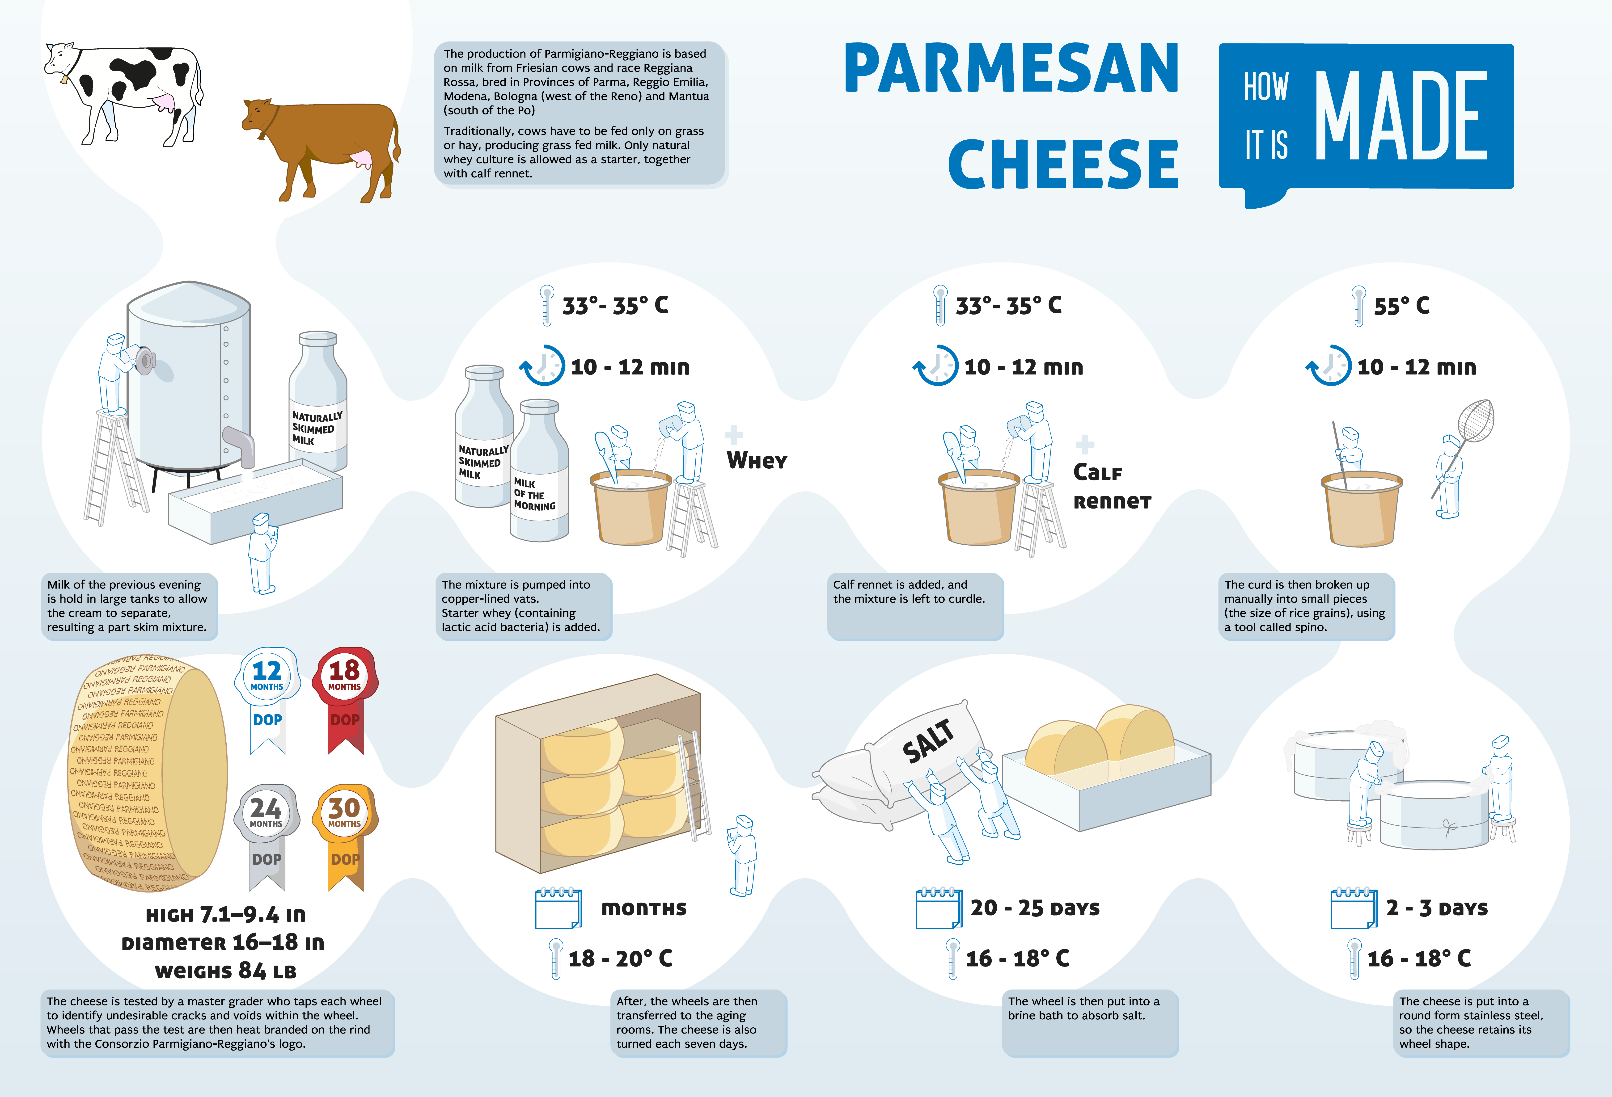 The production of Parmigiano-Reggiano is based
on milk from Friesian cows and race Reggiana
Rossa, bred in Provinces of Parma, Reggio Emilia,
Modena, Bologna (west of the Reno) and Mantua
(south of the Po)
Traditionally, cows have to be fed only on grass
or hay, producing grass fed milk. Only natural
whey culture is allowed as a starter, together
with calf rennet.
PARMESAN
CHEESE
HOW
IT IS
MADE
NATURALLY
SKIMMED
MILK
Milk of the previous evening
is hold in large tanks to allow
the cream to separate,
resulting a part skim mixture.
33°- 35° C
10 - 12 min
NATURALLY
SKIMMED
MILK
MILK
OF THE
MORNING
+
Whey
The mixture is pumped into
copper-lined vats.
Starter whey (containing
lactic acid bacteria) is added.
33°- 35° C
10 - 12 min
+
Calf
rennet
Calf rennet is added, and
the mixture is left to curdle.
55° C
10 - 12 min
The curd is then broken up
manually into small pieces
(the size of rice grains), using
a tool called spino.
2 - 3 days
16 - 18° C
The cheese is put into a
round form stainless steel,
so the cheese retains its
wheel shape.
SALT
20 - 25 days
16 - 18° C
The wheel is then put into a
brine bath to absorb salt.
months
18 - 20° C
After, the wheels are then
transferred to the aging
rooms. The cheese is also
turned each seven days.
PARMIGIANO REGGIANO
12
MONTHS
DOP
18
MONTHS
DOP
24
MONTHS
DOP
30
MONTHS
DOP
High 7.1–9.4 in
Diameter 16–18 in
weighs 84 lb
The cheese is tested by a master grader who taps each wheel
to identify undesirable cracks and voids within the wheel.
Wheels that pass the test are then heat branded on the rind
with the Consorzio Parmigiano-Reggiano's logo.